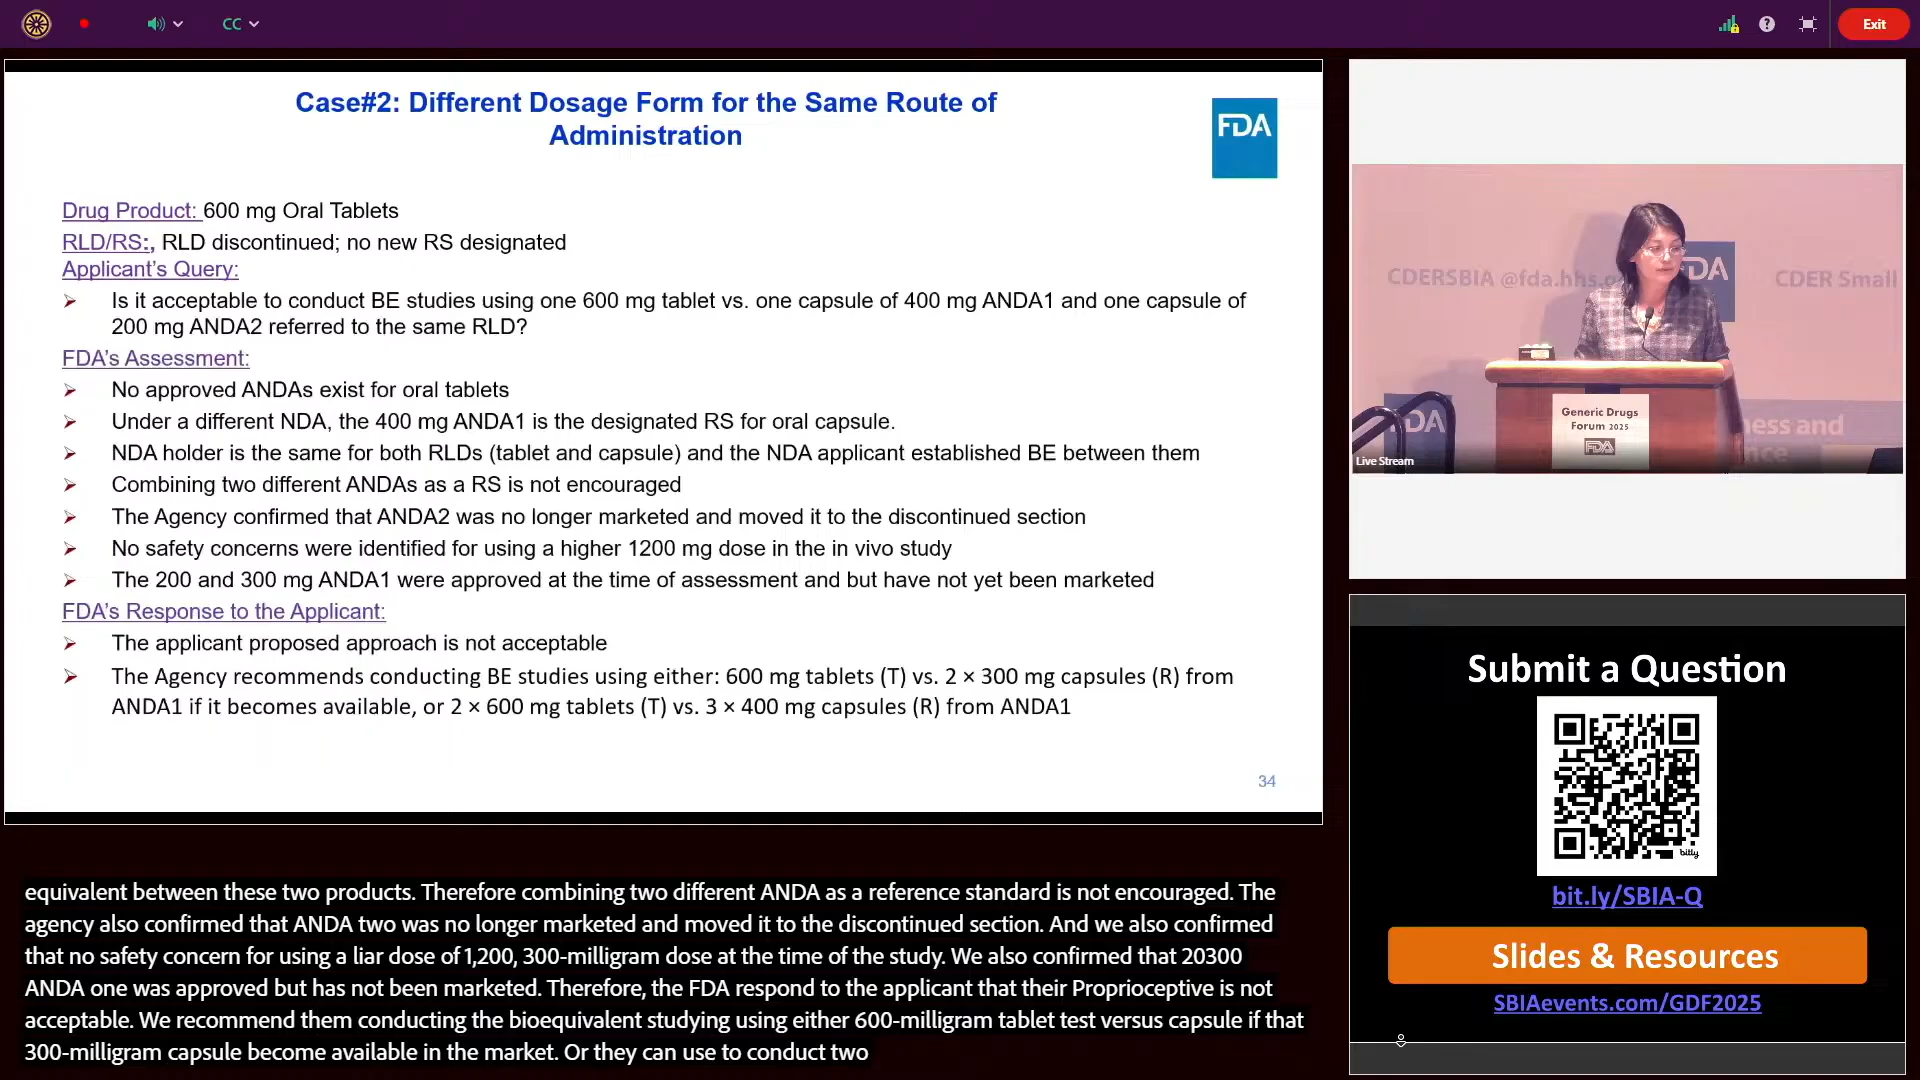 CC
Exit
Case#2: Different Dosage Form for the Same Route of
Administration
FDA
Drug Product: 600 mg Oral Tablets
RLD/RS:, RLD discontinued; no new RS designated
Applicant's Query:
Is it acceptable to conduct BE studies using one 600 mg tablet vs. one capsule of 400 mg ANDA1 and one capsule of
200 mg ANDA2 referred to the same RLD?
FDA's Assessment:
No approved ANDAs exist for oral tablets
Under a different NDA, the 400 mg ANDA1 is the designated RS for oral capsule.
NDA holder is the same for both RLDs (tablet and capsule) and the NDA applicant established BE between them
Combining two different ANDAs as a RS is not encouraged
The Agency confirmed that ANDA2 was no longer marketed and moved it to the discontinued section
No safety concerns were identified for using a higher 1200 mg dose in the in vivo study
The 200 and 300 mg ANDA1 were approved at the time of assessment and but have not yet been marketed
FDA's Response to the Applicant:
The applicant proposed approach is not acceptable
The Agency recommends conducting BE studies using either: 600 mg tablets (T) vs. 2 × 300 mg capsules (R) from
ANDA1 if it becomes available, or 2 × 600 mg tablets (T) vs. 3 × 400 mg capsules (R) from ANDA1
34
equivalent between these two products. Therefore combining two different ANDA as a reference standard is not encouraged. The
agency also confirmed that ANDA two was no longer marketed and moved it to the discontinued section. And we also confirmed
that no safety concern for using a liar dose of 1,200, 300-milligram dose at the time of the study. We also confirmed that 20300
ANDA one was approved but has not been marketed. Therefore, the FDA respond to the applicant that their Proprioceptive is not
acceptable. We recommend them conducting the bioequivalent studying using either 600-milligram tablet test versus capsule if that
300-milligram capsule become available in the market. Or they can use to conduct two
CDERSBIA @fda.hhs.g
DA
CDER Small
Generic Drugs
Forum 2025
FDA
DA
ness and
nce
Live Stream
Submit a Question
bitly
bit.ly/SBIA-Q
Slides & Resources
SBIAevents.com/GDF2025